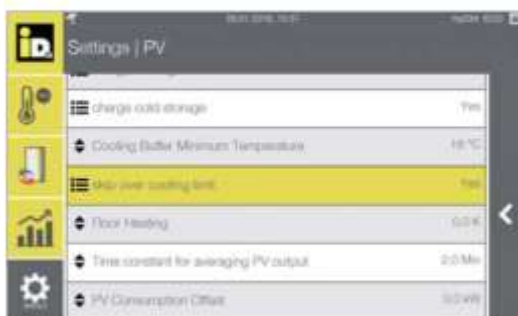 iD.
Settings | PV
charge cold storage Yes
Cooling Buffer Minimum Temperature 18 °C
skip over cooling limit Yes
Floor Heating 0,0 K
Time constant for averaging PV output 2,0 Min
PV Consumption Offset 0,0 kW